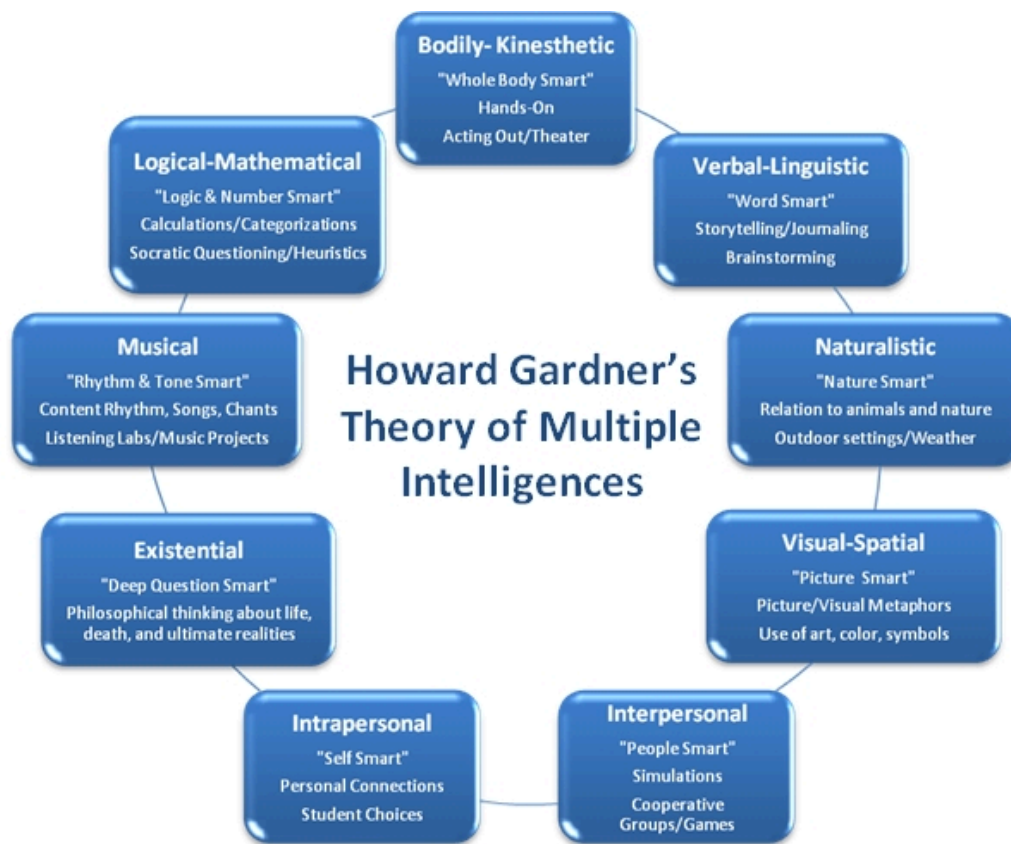 Bodily- Kinesthetic
"Whole Body Smart"
Hands-On
Acting Out/Theater
Verbal-Linguistic
"Word Smart"
Storytelling/Journaling
Brainstorming
Naturalistic
"Nature Smart"
Relation to animals and nature
Outdoor settings/Weather
Visual-Spatial
"Picture Smart"
Picture/Visual Metaphors
Use of art, color, symbols
Interpersonal
"People Smart"
Simulations
Cooperative
Groups/Games
Intrapersonal
"Self Smart"
Personal Connections
Student Choices
Existential
"Deep Question Smart"
Philosophical thinking about life,
death, and ultimate realities
Musical
"Rhythm & Tone Smart"
Content Rhythm, Songs, Chants
Listening Labs/Music Projects
Logical-Mathematical
"Logic & Number Smart"
Calculations/Categorizations
Socratic Questioning/Heuristics
Howard Gardner’s
Theory of Multiple
Intelligences